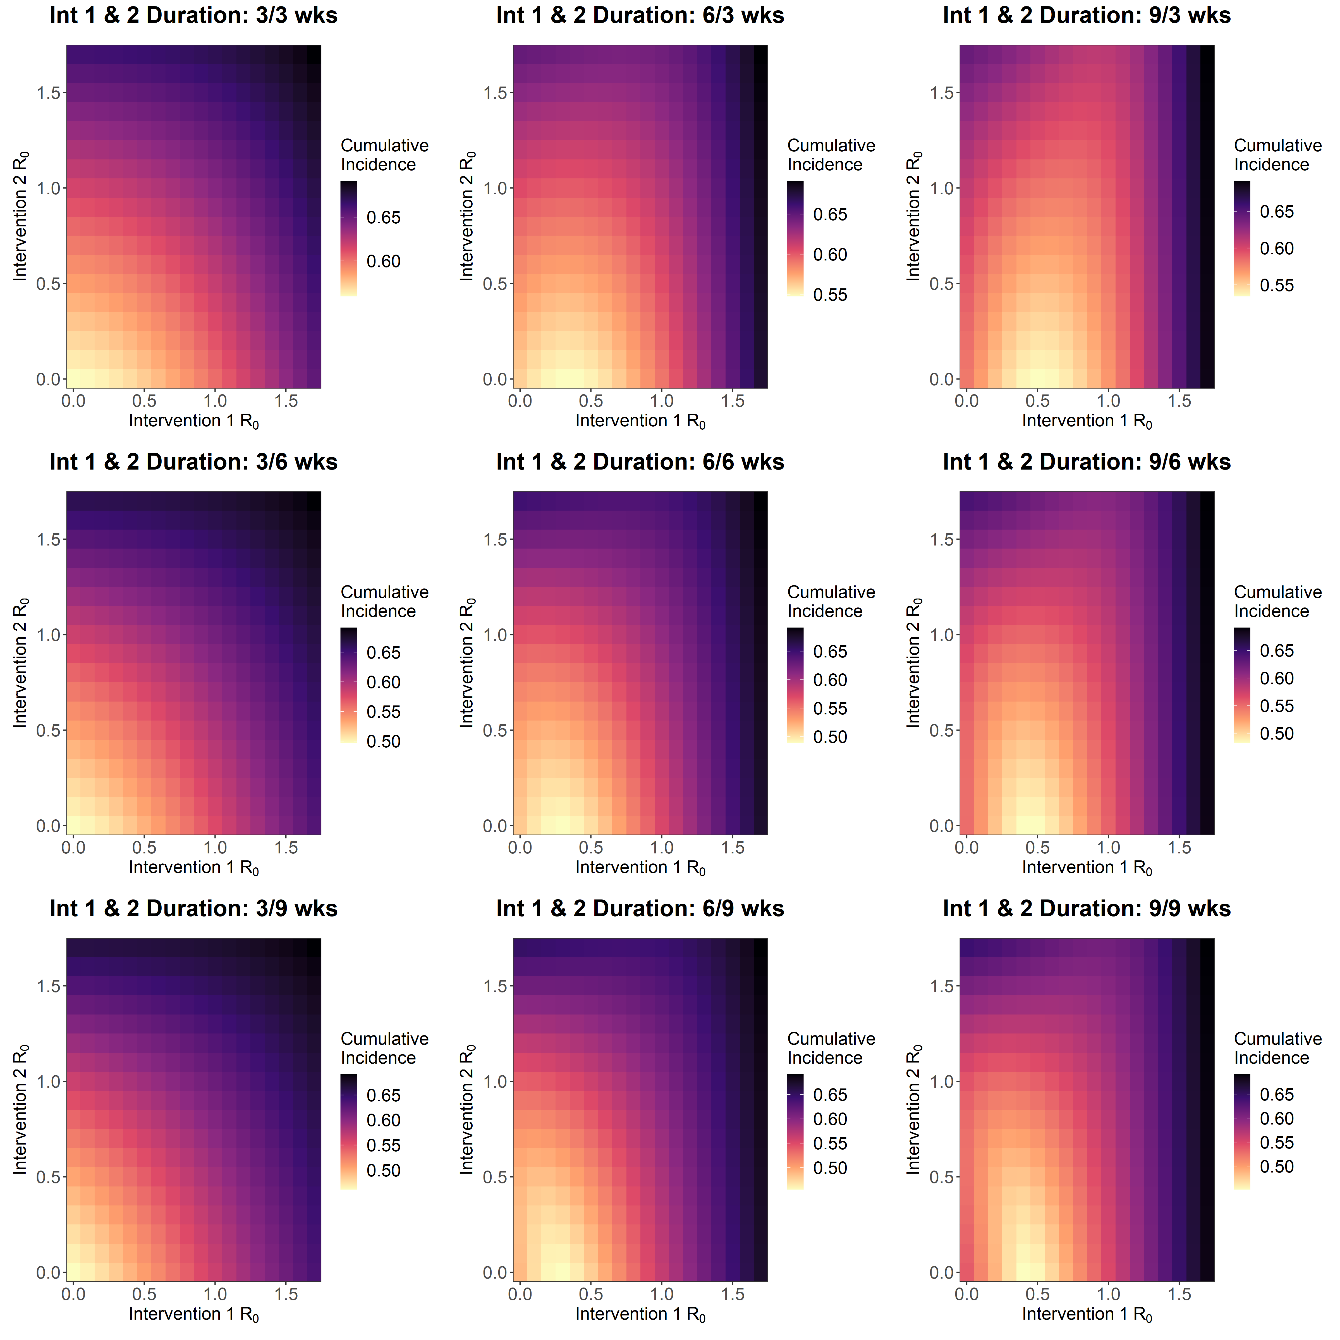 Int 1 & 2 Duration: 3/3 wks
Intervention 2 R0
1.5
1.0
0.5
0.0
0.0 0.5 1.0 1.5
Intervention 1 R0
Cumulative
Incidence
0.65
0.60
Int 1 & 2 Duration: 6/3 wks
Intervention 2 R0
1.5
1.0
0.5
0.0
0.0 0.5 1.0 1.5
Intervention 1 R0
Cumulative
Incidence
0.65
0.60
0.55
Int 1 & 2 Duration: 9/3 wks
Intervention 2 R0
1.5
1.0
0.5
0.0
0.0 0.5 1.0 1.5
Intervention 1 R0
Cumulative
Incidence
0.65
0.60
0.55
Int 1 & 2 Duration: 3/6 wks
Intervention 2 R0
1.5
1.0
0.5
0.0
0.0 0.5 1.0 1.5
Intervention 1 R0
Cumulative
Incidence
0.65
0.60
0.55
0.50
Int 1 & 2 Duration: 6/6 wks
Intervention 2 R0
1.5
1.0
0.5
0.0
0.0 0.5 1.0 1.5
Intervention 1 R0
Cumulative
Incidence
0.65
0.60
0.55
0.50
Int 1 & 2 Duration: 9/6 wks
Intervention 2 R0
1.5
1.0
0.5
0.0
0.0 0.5 1.0 1.5
Intervention 1 R0
Cumulative
Incidence
0.65
0.60
0.55
0.50
Int 1 & 2 Duration: 3/9 wks
Intervention 2 R0
1.5
1.0
0.5
0.0
0.0 0.5 1.0 1.5
Intervention 1 R0
Cumulative
Incidence
0.65
0.60
0.55
0.50
Int 1 & 2 Duration: 6/9 wks
Intervention 2 R0
1.5
1.0
0.5
0.0
0.0 0.5 1.0 1.5
Intervention 1 R0
Cumulative
Incidence
0.65
0.60
0.55
0.50
Int 1 & 2 Duration: 9/9 wks
Intervention 2 R0
1.5
1.0
0.5
0.0
0.0 0.5 1.0 1.5
Intervention 1 R0
Cumulative
Incidence
0.65
0.60
0.55
0.50